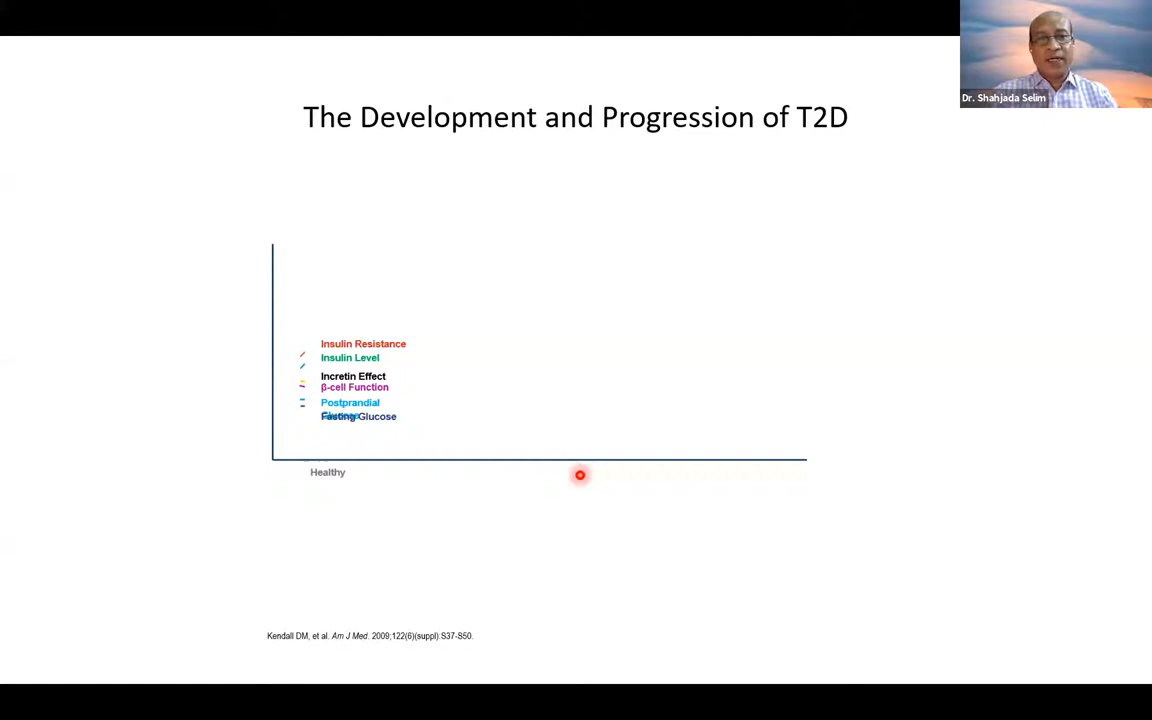 Dr. Shahjada Selim
The Development and Progression of T2D
Insulin Resistance
Insulin Level
Incretin Effect
β-cell Function
Postprandial
Glucose
Fasting Glucose
Healthy
Kendall DM, et al. Am J Med. 2009;122(6)(suppl):S37-S50.